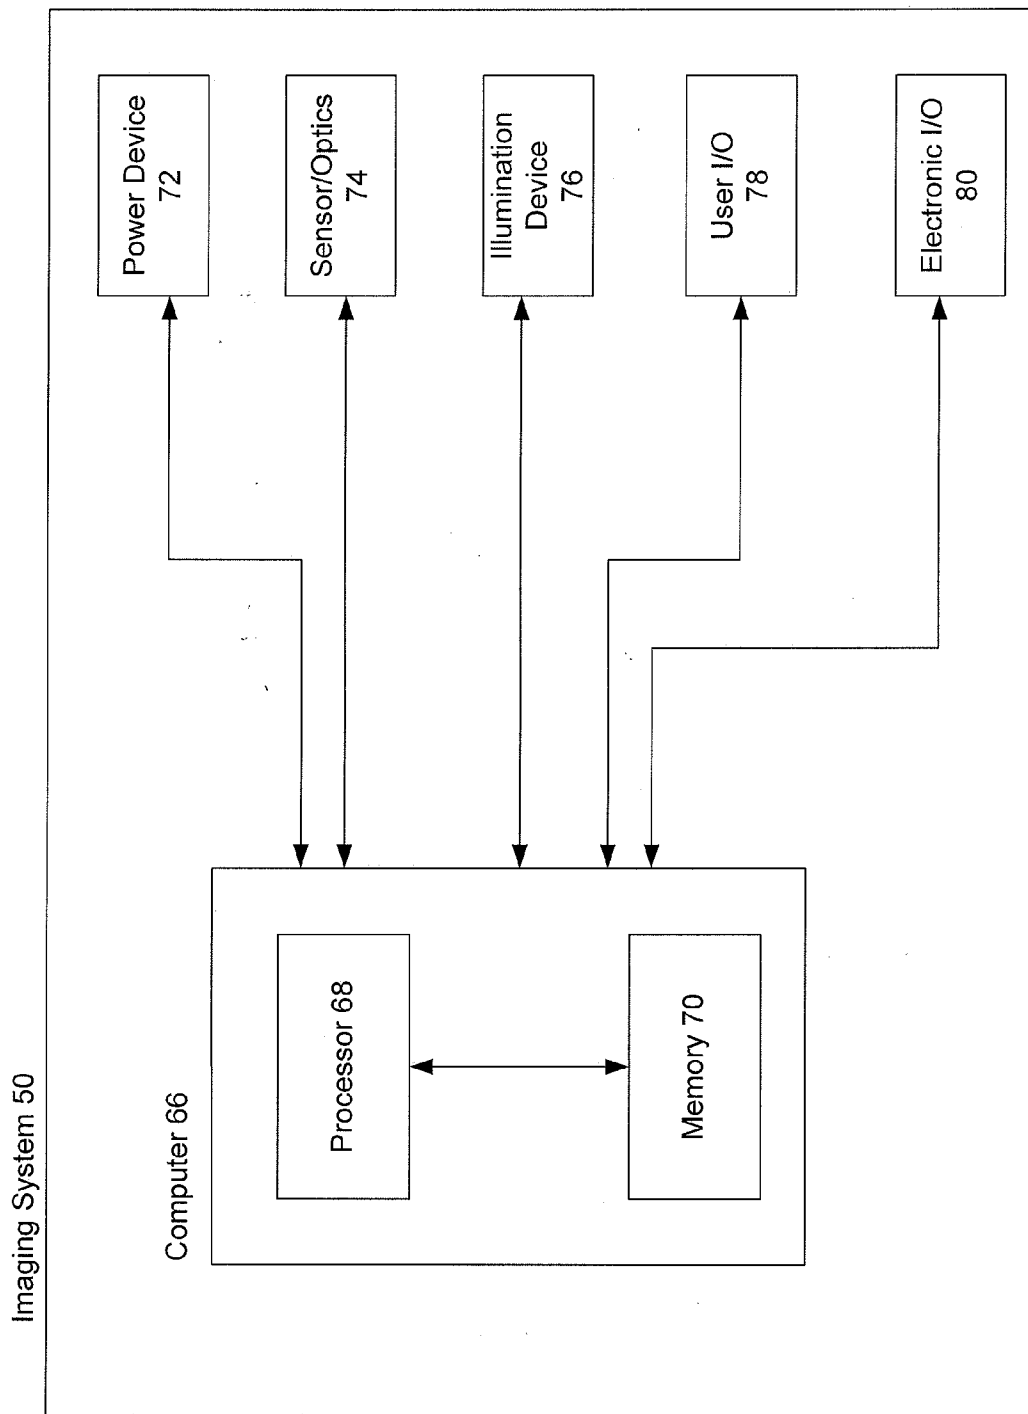 Imaging System 50
Computer 66
Processor 68
Memory 70
Power Device
72
Sensor/Optics
74
Illumination
Device
76
User I/O
78
Electronic I/O
80